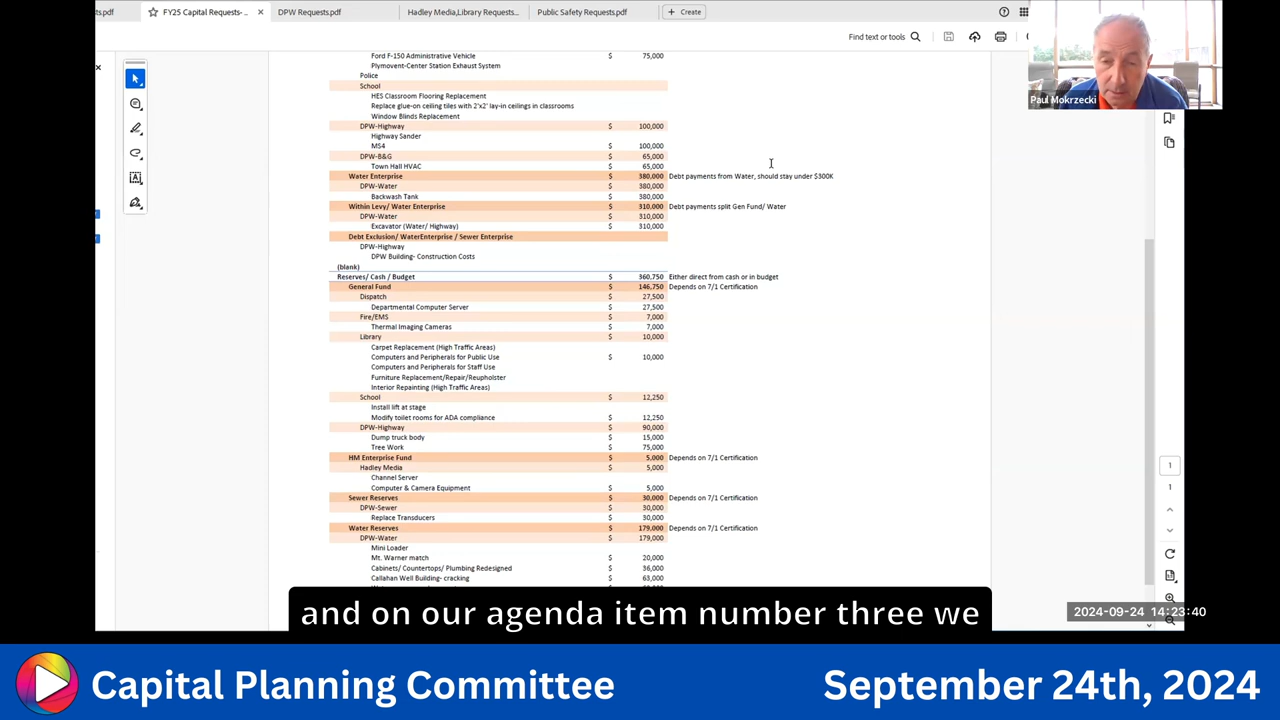 ts.pdf
FY25 Capital Requests-
DPW Requests.pdf
Hadley Media,Library Requests...
Public Safety Requests.pdf
Create
Find text or tools
Paul Mokrzecki
Ford F-150 Administrative Vehicle $ 75,000
Plymovent-Center Station Exhaust System
Police
School
HES Classroom Flooring Replacement
Replace glue-on ceiling tiles with 2'x2' lay-in ceilings in classrooms
Window Blinds Replacement
DPW-Highway $ 100,000
Highway Sander
MS4 $ 100,000
DPW-B&G $ 65,000
Town Hall HVAC $ 65,000
Water Enterprise $ 380,000 Debt payments from Water, should stay under $300K
DPW-Water $ 380,000
Backwash Tank $ 380,000
Within Levy/ Water Enterprise $ 310,000 Debt payments split Gen Fund/ Water
DPW-Water $ 310,000
Excavator (Water/ Highway) $ 310,000
Debt Exclusion/ WaterEnterprise / Sewer Enterprise
DPW-Highway
DPW Building- Construction Costs
(blank)
Reserves/ Cash / Budget $ 360,750 Either direct from cash or in budget
General Fund $ 146,750 Depends on 7/1 Certification
Dispatch $ 27,500
Departmental Computer Server $ 27,500
Fire/EMS $ 7,000
Thermal Imaging Cameras $ 7,000
Library $ 10,000
Carpet Replacement (High Traffic Areas)
Computers and Peripherals for Public Use $ 10,000
Computers and Peripherals for Staff Use
Furniture Replacement/Repair/Reupholster
Interior Repainting (High Traffic Areas)
School $ 12,250
Install lift at stage
Modify toilet rooms for ADA compliance $ 12,250
DPW-Highway $ 90,000
Dump truck body $ 15,000
Tree Work $ 75,000
HM Enterprise Fund $ 5,000 Depends on 7/1 Certification
Hadley Media $ 5,000
Channel Server
Computer & Camera Equipment $ 5,000
Sewer Reserves $ 30,000 Depends on 7/1 Certification
DPW-Sewer $ 30,000
Replace Transducers $ 30,000
Water Reserves $ 179,000 Depends on 7/1 Certification
DPW-Water $ 179,000
Mini Loader
Mt. Warner match $ 20,000
Cabinets/ Countertops/ Plumbing Redesigned $ 36,000
Callahan Well Building- cracking $ 63,000
1
1
and on our agenda item number three we
2024-09-24 14:23:40
Capital Planning Committee
September 24th, 2024